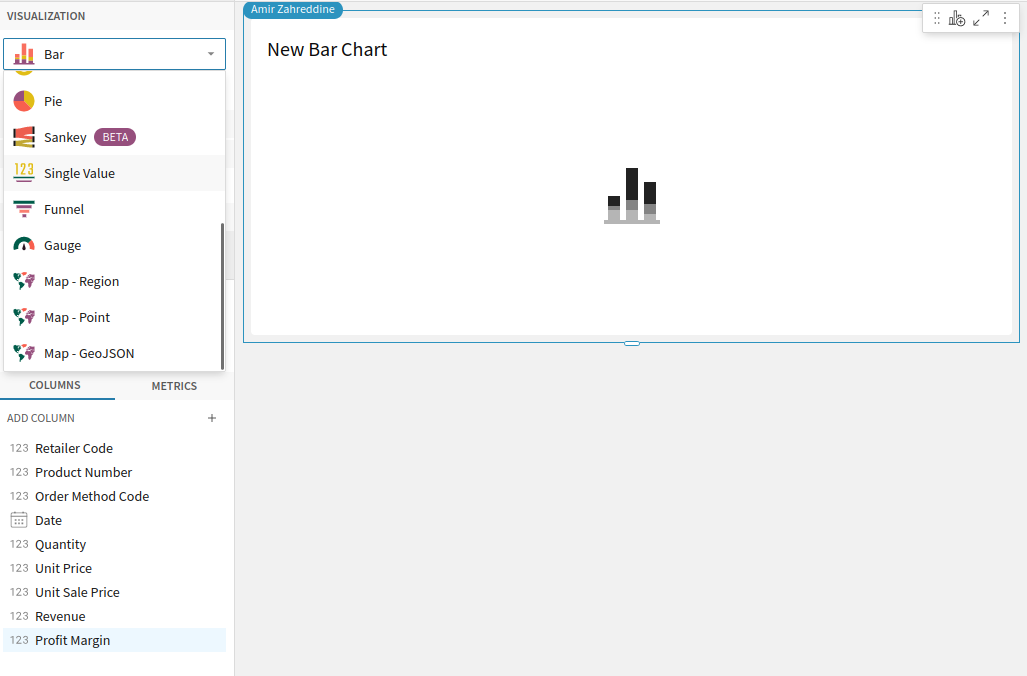 VISUALIZATION
Bar
Pie
Sankey BETA
123 Single Value
Funnel
Gauge
Map - Region
Map - Point
Map - GeoJSON
COLUMNS METRICS
ADD COLUMN +
123 Retailer Code
123 Product Number
123 Order Method Code
Date
123 Quantity
123 Unit Price
123 Unit Sale Price
123 Revenue
123 Profit Margin
Amir Zahreddine
New Bar Chart